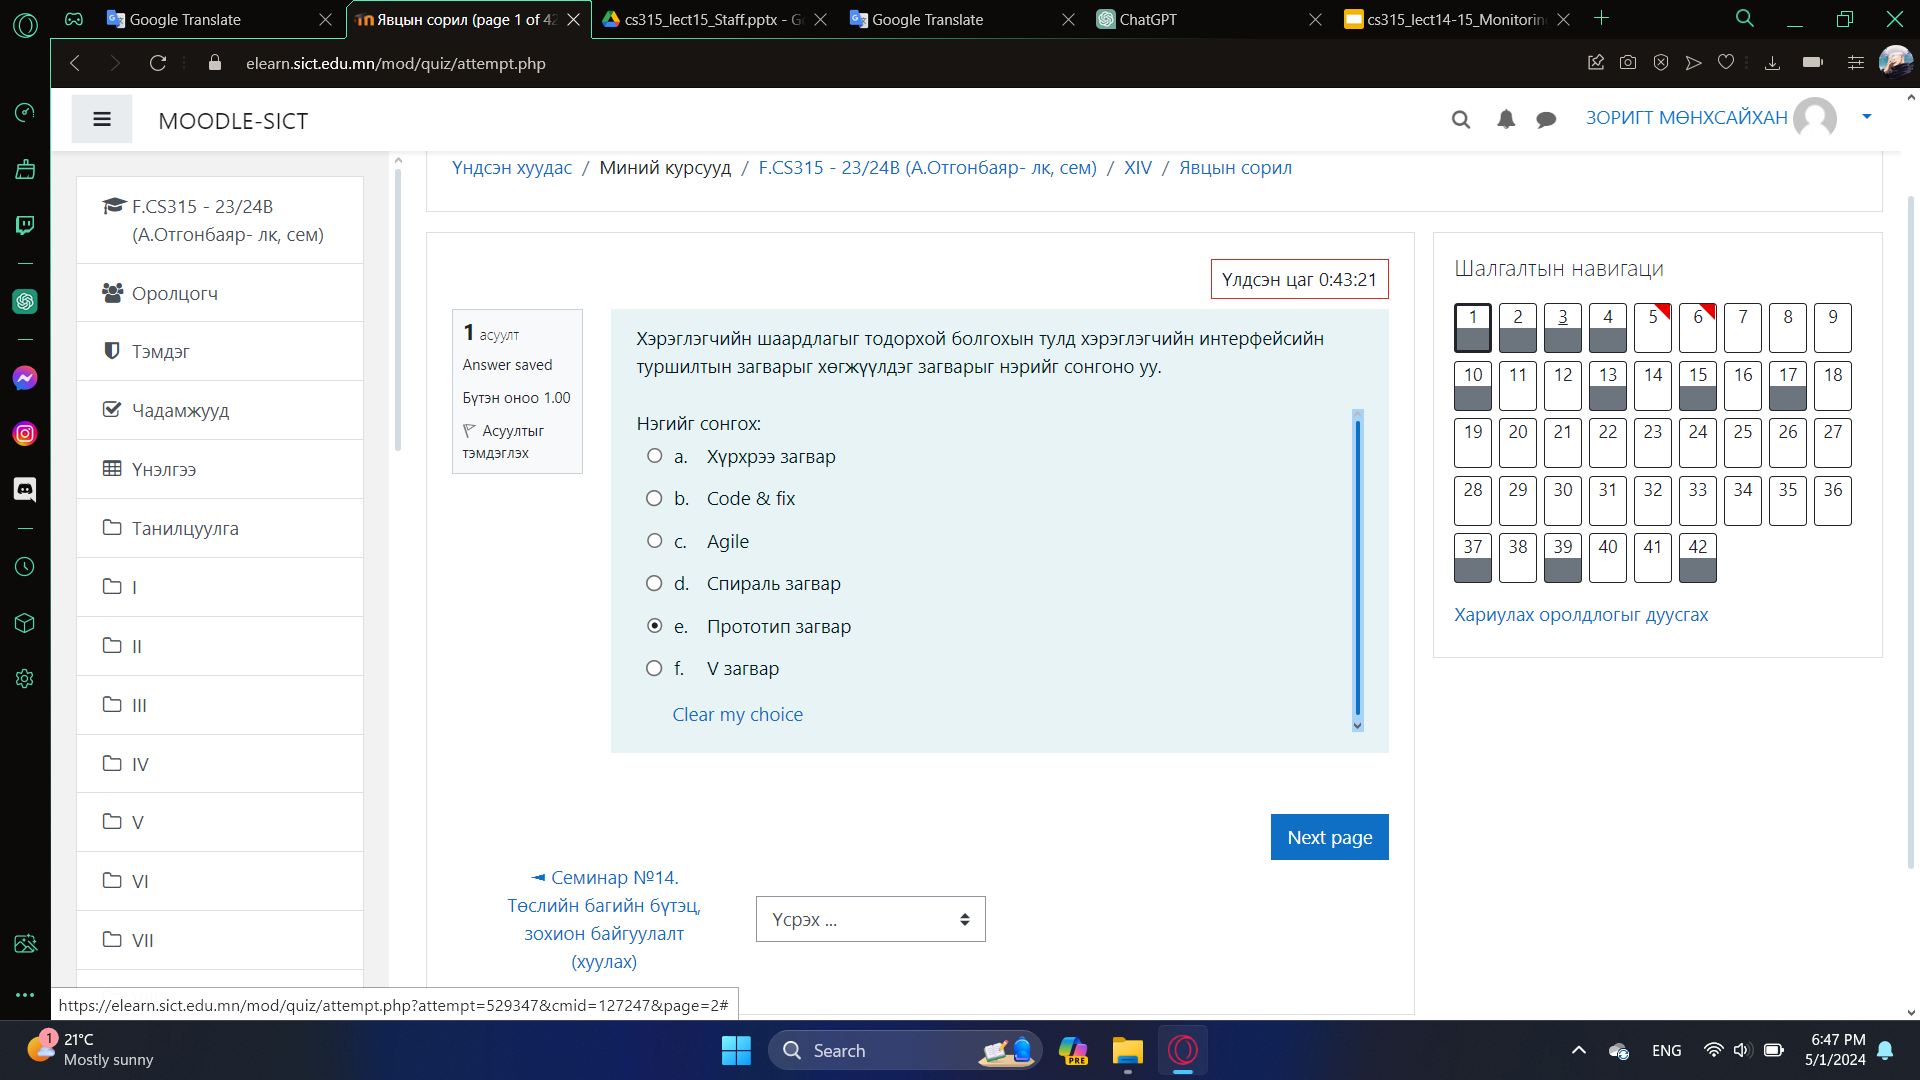 Google Translate
Явцын сорил (page 1 of 42
cs315_lect15_Staff.pptx - Go
Google Translate
ChatGPT
cs315_lect14-15_Monitorin
elearn.sict.edu.mn/mod/quiz/attempt.php
MOODLE-SICT
ЗОРИГТ МӨНХСАЙХАН
F.CS315 - 23/24B
(А.Отгонбаяр- лк, сем)
Оролцогч
Тэмдэг
Чадамжууд
Үнэлгээ
Танилцуулга
I
II
III
IV
V
VI
VII
Үндсэн хуудас / Миний курсууд / F.CS315 - 23/24B (А.Отгонбаяр- лк, сем) / XIV / Явцын сорил
Үлдсэн цаг 0:43:21
1 асуулт
Answer saved
Бүтэн оноо 1.00
Асуултыг
тэмдэглэх
Хэрэглэгчийн шаардлагыг тодорхой болгохын тулд хэрэглэгчийн интерфейсийн
туршилтын загварыг хөгжүүлдэг загварыг нэрийг сонгоно уу.
Нэгийг сонгох:
a. Хүрхрээ загвар
b. Code & fix
c. Agile
d. Спираль загвар
e. Прототип загвар
f. V загвар
Clear my choice
Next page
◄ Семинар №14.
Төслийн багийн бүтэц,
зохион байгуулалт
(хуулах)
Үсрэх ...
Шалгалтын навигаци
1 2 3 4 5 6 7 8 9
10 11 12 13 14 15 16 17 18
19 20 21 22 23 24 25 26 27
28 29 30 31 32 33 34 35 36
37 38 39 40 41 42
Хариулах оролдлогыг дуусгах
https://elearn.sict.edu.mn/mod/quiz/attempt.php?attempt=529347&cmid=127247&page=2#
1
21°C
Mostly sunny
Search
PRE
ENG
6:47 PM
5/1/2024